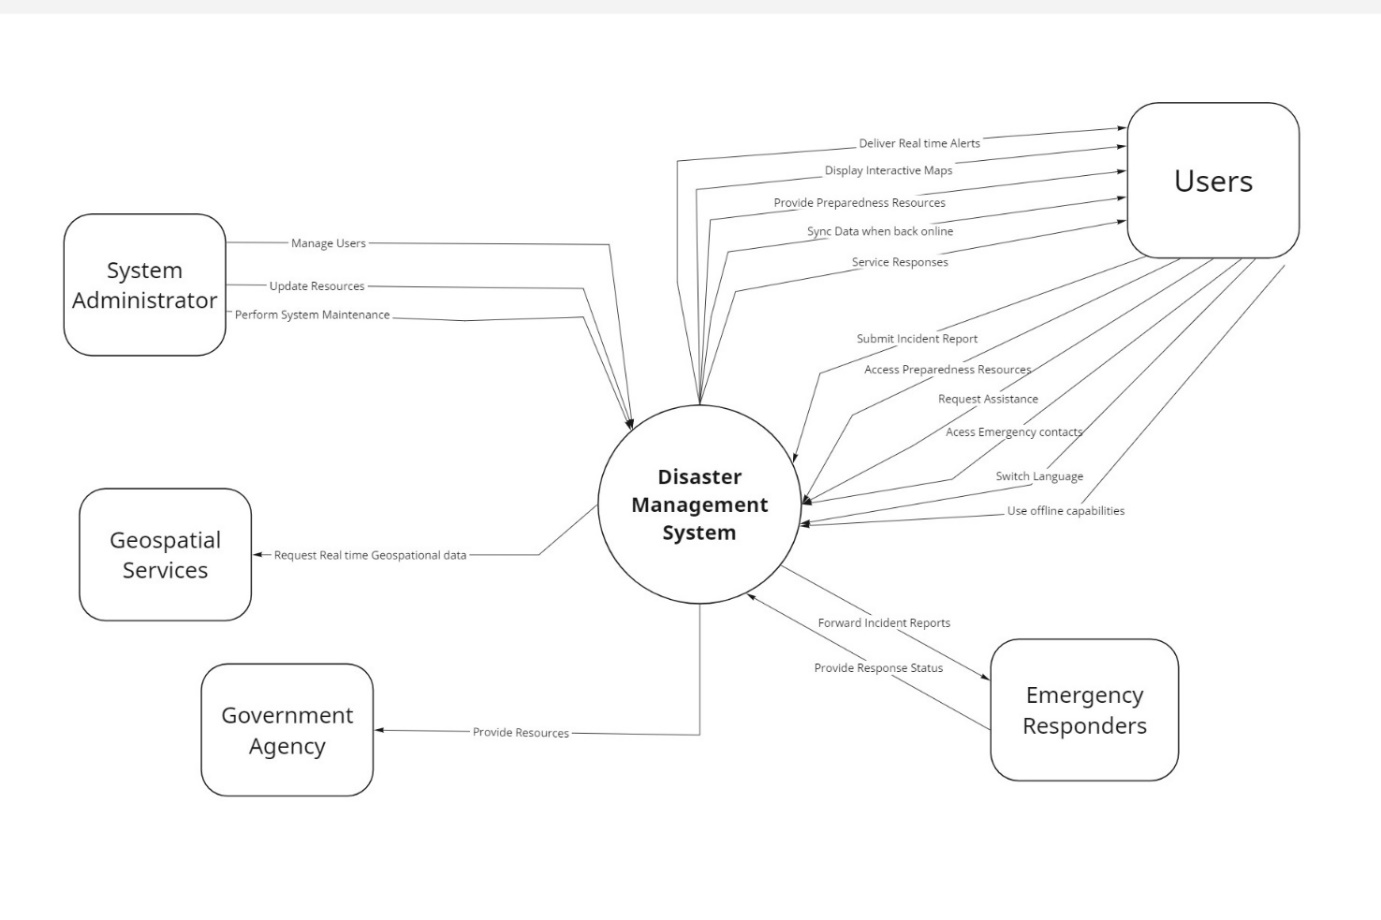 Deliver Real time Alerts
Display Interactive Maps
Provide Preparedness Resources
Sync Data when back online
Service Responses
Users
System
Administrator
Manage Users
Update Resources
Perform System Maintenance
Submit Incident Report
Access Preparedness Resources
Request Assistance
Acess Emergency contacts
Switch Language
Use offline capabilities
Disaster
Management
System
Geospatial
Services
Request Real time Geospational data
Forward Incident Reports
Provide Response Status
Emergency
Responders
Government
Agency
Provide Resources